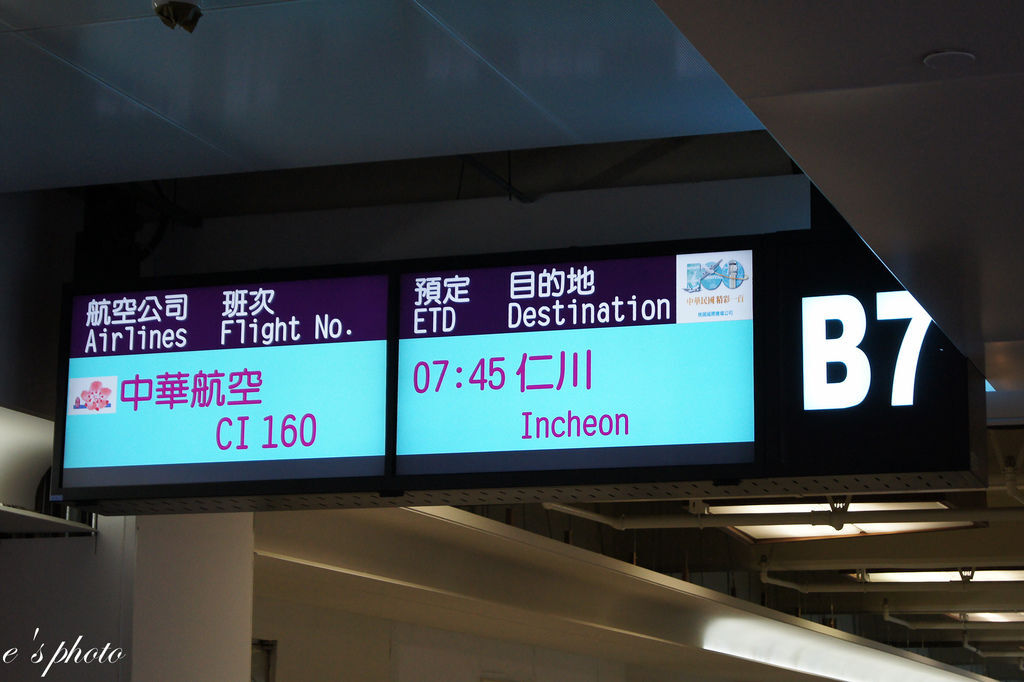 航空公司 班次
Airlines Flight No.
中華航空
CI 160
預定 目的地
ETD Destination
中華民國 精彩一百
07:45 仁川
Incheon
B7
e 's photo